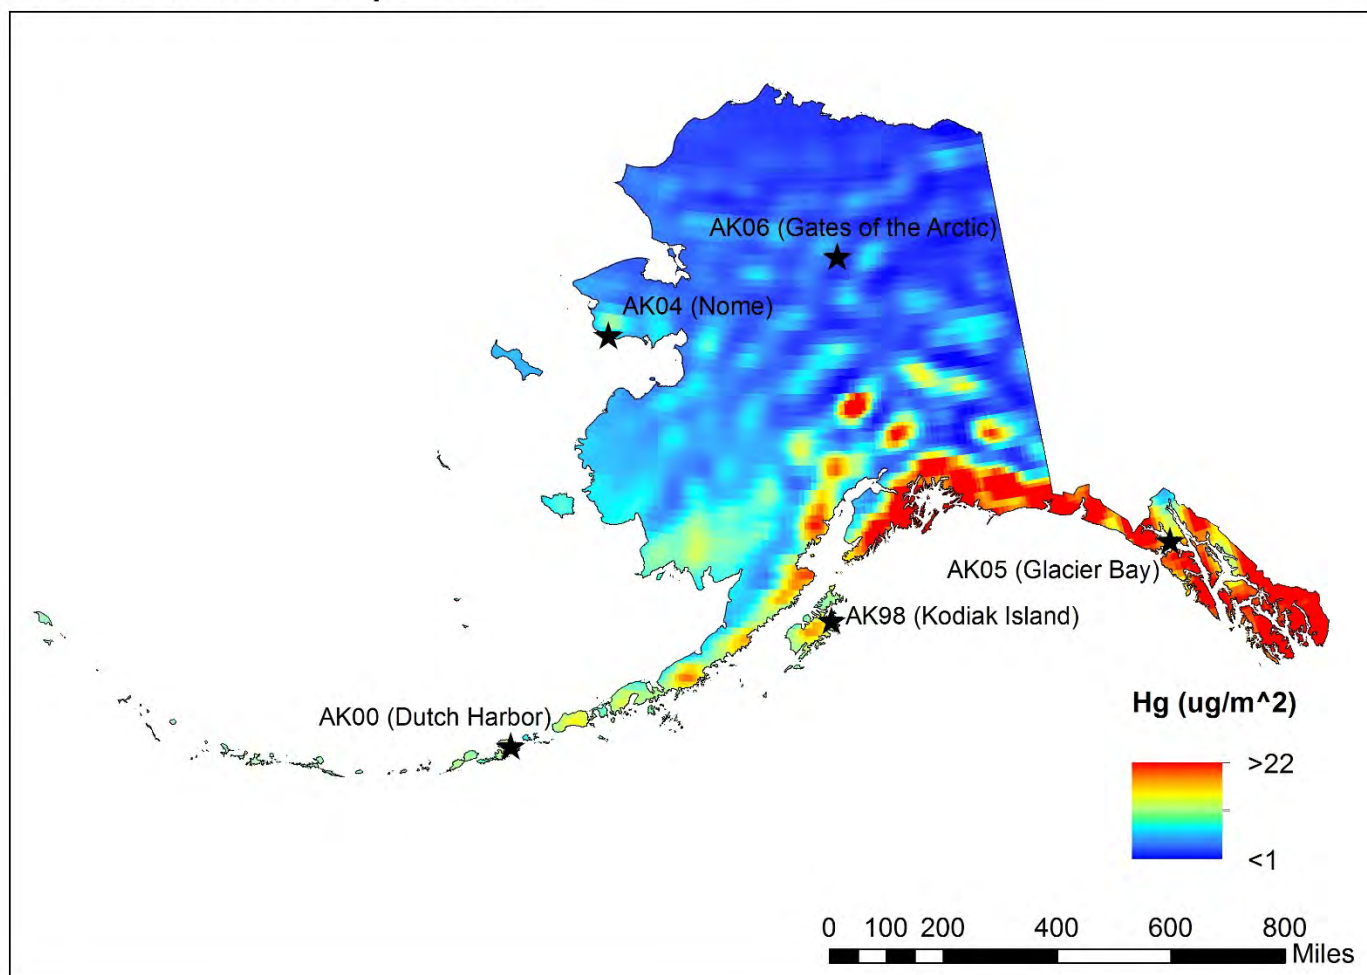 AK06 (Gates of the Arctic)
AK04 (Nome)
AK05 (Glacier Bay)
AK98 (Kodiak Island)
AK00 (Dutch Harbor)
Hg (ug/m^2)
>22
<1
0 100 200 400 600 800
Miles